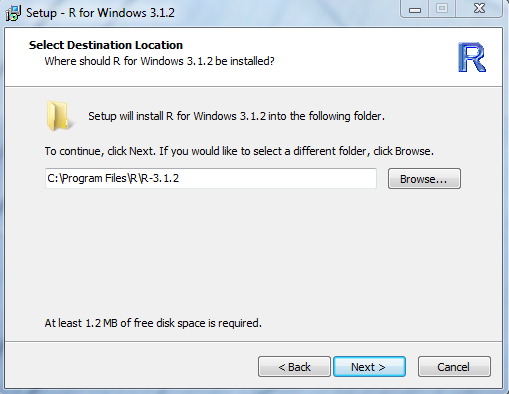 Setup - R for Windows 3.1.2
Select Destination Location
Where should R for Windows 3.1.2 be installed?
R
Setup will install R for Windows 3.1.2 into the following folder.
To continue, click Next. If you would like to select a different folder, click Browse.
C:\Program Files\R\R-3.1.2
Browse...
At least 1.2 MB of free disk space is required.
< Back
Next >
Cancel